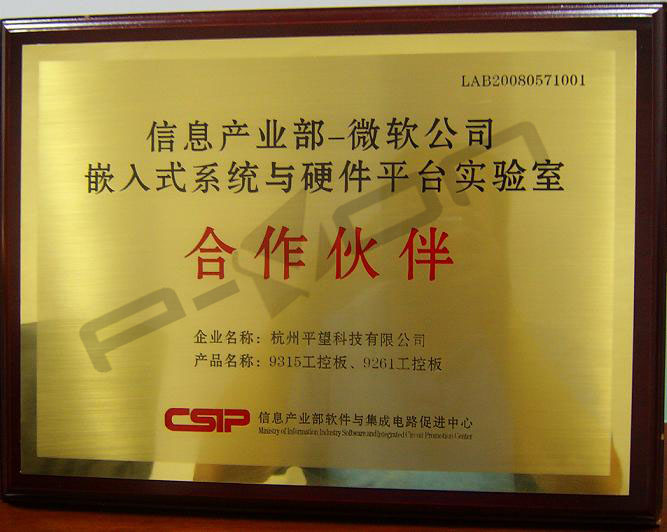 LAB20080571001
信息产业部-微软公司
嵌入式系统与硬件平台实验室
合作伙伴
企业名称：杭州平望科技有限公司
产品名称：9315工控板、9261工控板
CSIP 信息产业部软件与集成电路促进中心
Ministry of Information Industry Software and Integrated Circuit Promotion Center